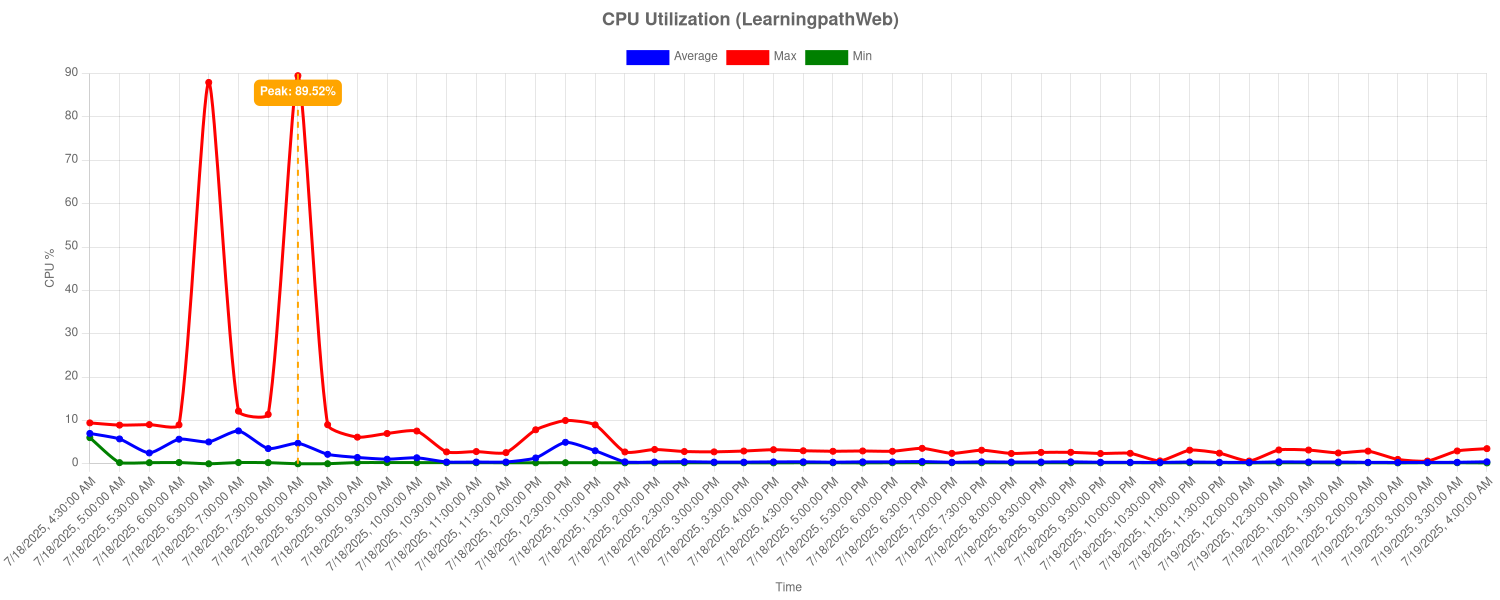 CPU Utilization (LearningpathWeb)
Average Max Min
90
Peak: 89.52%
80
70
60
50
CPU %
40
30
20
10
0
7/18/2025, 4:30:00 AM
7/18/2025, 5:00:00 AM
7/18/2025, 5:30:00 AM
7/18/2025, 6:00:00 AM
7/18/2025, 6:30:00 AM
7/18/2025, 7:00:00 AM
7/18/2025, 7:30:00 AM
7/18/2025, 8:00:00 AM
7/18/2025, 8:30:00 AM
7/18/2025, 9:00:00 AM
7/18/2025, 9:30:00 AM
7/18/2025, 10:00:00 AM
7/18/2025, 10:30:00 AM
7/18/2025, 11:00:00 AM
7/18/2025, 11:30:00 AM
7/18/2025, 12:00:00 PM
7/18/2025, 12:30:00 PM
7/18/2025, 1:00:00 PM
7/18/2025, 1:30:00 PM
7/18/2025, 2:00:00 PM
7/18/2025, 2:30:00 PM
7/18/2025, 3:00:00 PM
7/18/2025, 3:30:00 PM
7/18/2025, 4:00:00 PM
7/18/2025, 4:30:00 PM
7/18/2025, 5:00:00 PM
7/18/2025, 5:30:00 PM
7/18/2025, 6:00:00 PM
7/18/2025, 6:30:00 PM
7/18/2025, 7:00:00 PM
7/18/2025, 7:30:00 PM
7/18/2025, 8:00:00 PM
7/18/2025, 8:30:00 PM
7/18/2025, 9:00:00 PM
7/18/2025, 9:30:00 PM
7/18/2025, 10:00:00 PM
7/18/2025, 10:30:00 PM
7/18/2025, 11:00:00 PM
7/18/2025, 11:30:00 PM
7/19/2025, 12:00:00 AM
7/19/2025, 12:30:00 AM
7/19/2025, 1:00:00 AM
7/19/2025, 1:30:00 AM
7/19/2025, 2:00:00 AM
7/19/2025, 2:30:00 AM
7/19/2025, 3:00:00 AM
7/19/2025, 3:30:00 AM
7/19/2025, 4:00:00 AM
Time